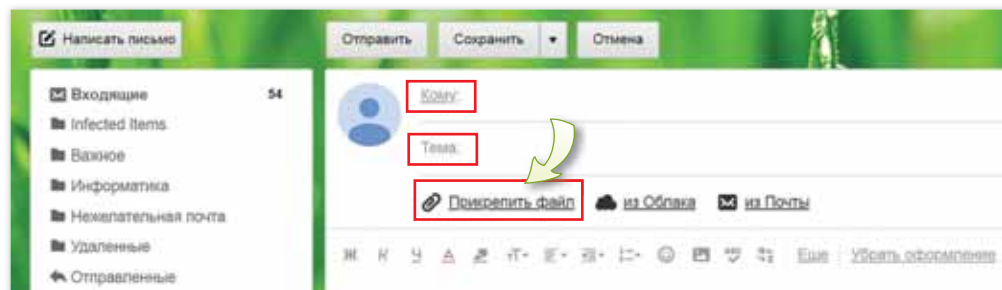 Написать письмо
Отправить Сохранить Отмена
Входящие 54
Infected Items
Важное
Информатика
Нежелательная почта
Удаленные
Отправленные
Кому:
Тема:
Прикрепить файл из Облака из Почты
Ж К Ч А тТ Еще Убрать оформление